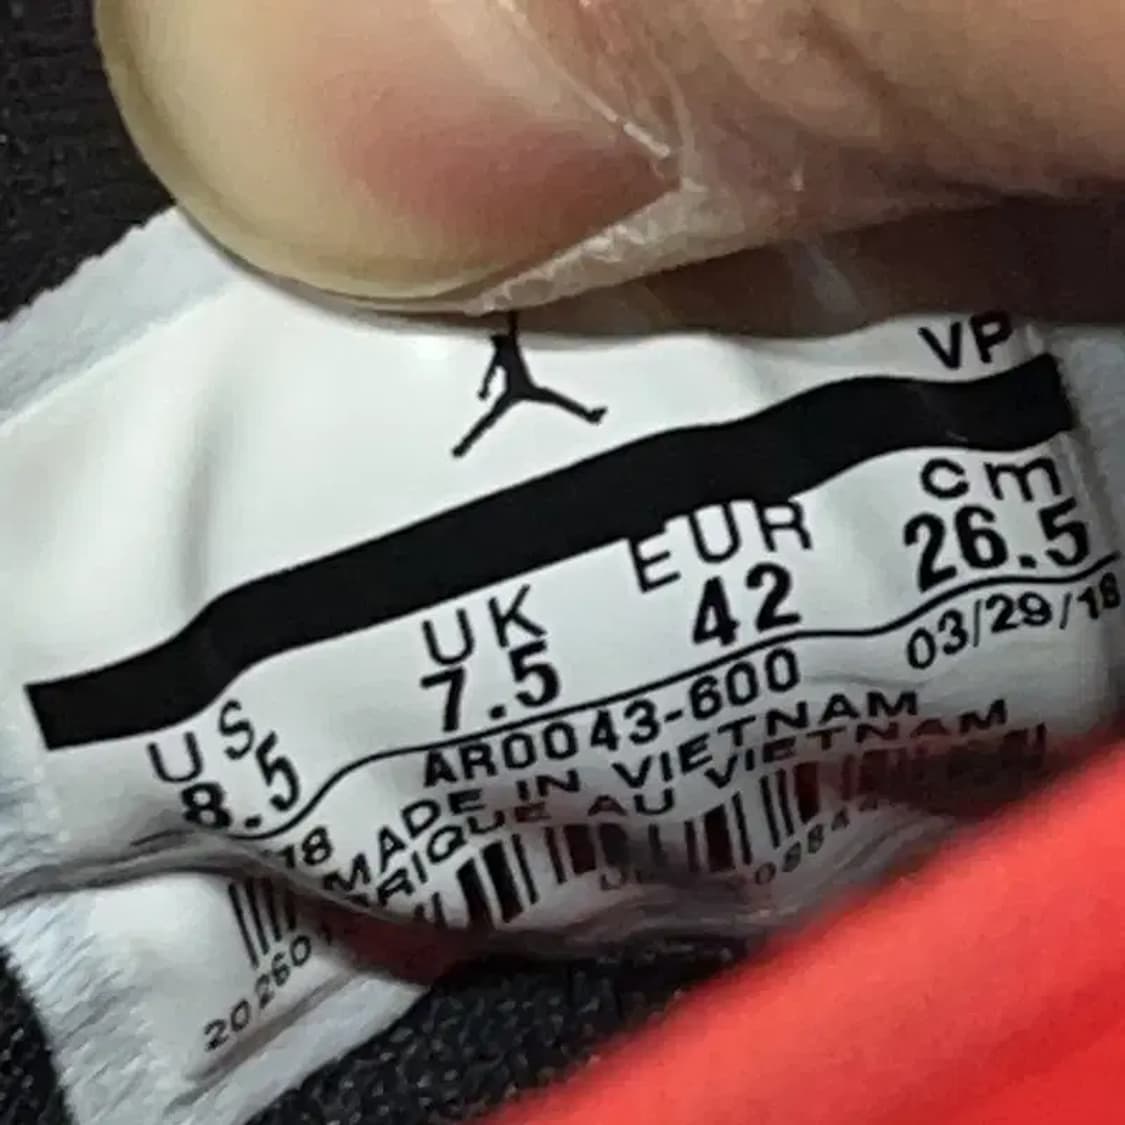 VP
US UK EUR cm
8.5 7.5 42 26.5
AR0043-600 03/29/18
MADE IN VIETNAM
RIQUE AU VIETNAM
20260